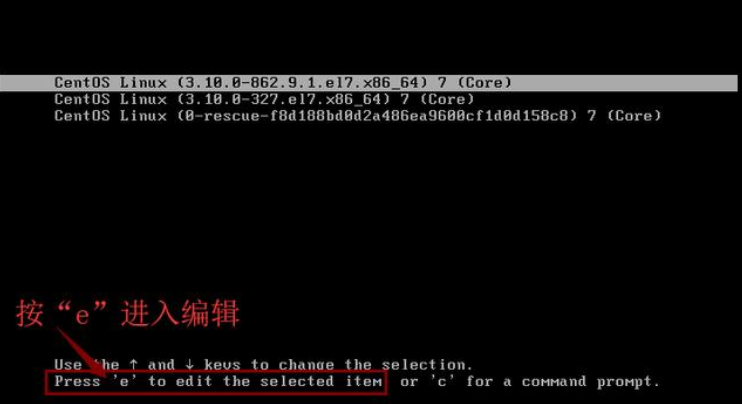 CentOS Linux (3.10.0-862.9.1.el7.x86_64) 7 (Core)
CentOS Linux (3.10.0-327.el7.x86_64) 7 (Core)
CentOS Linux (0-rescue-f8d188bd0d2a486ea9600cf1d0d158c8) 7 (Core)
按“e”进入编辑
Use the ↑ and ↓ keys to change the selection.
Press 'e' to edit the selected item or 'c' for a command prompt.